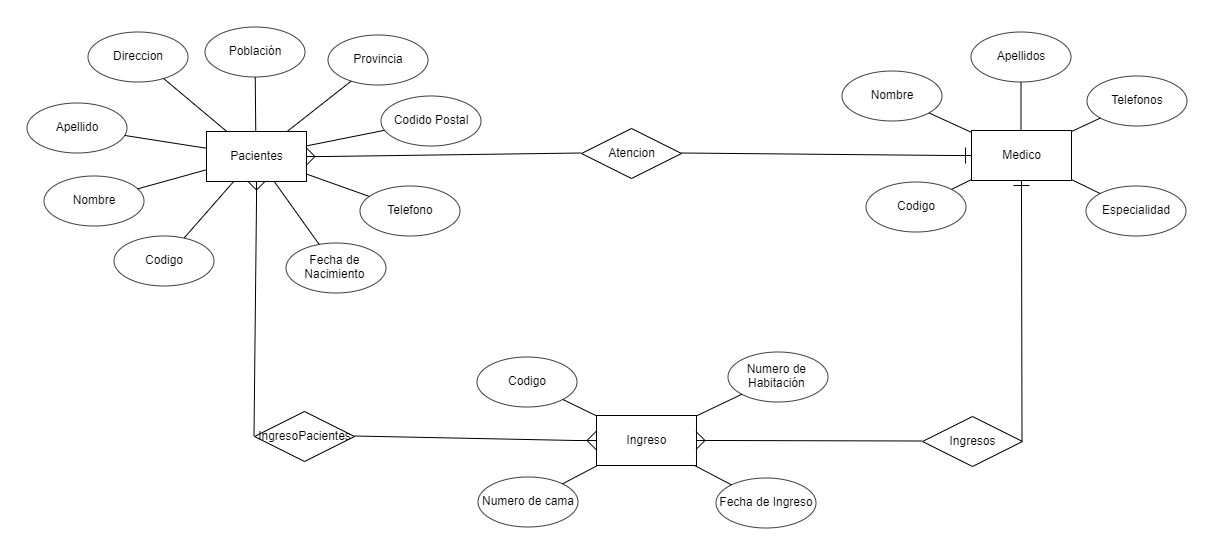 Direccion
Población
Provincia
Apellido
Codido Postal
Pacientes
Nombre
Telefono
Codigo
Fecha de
Nacimiento
Atencion
Apellidos
Nombre
Telefonos
Medico
Codigo
Especialidad
Codigo
Numero de
Habitación
IngresoPacientes
Ingreso
Ingresos
Numero de cama
Fecha de Ingreso